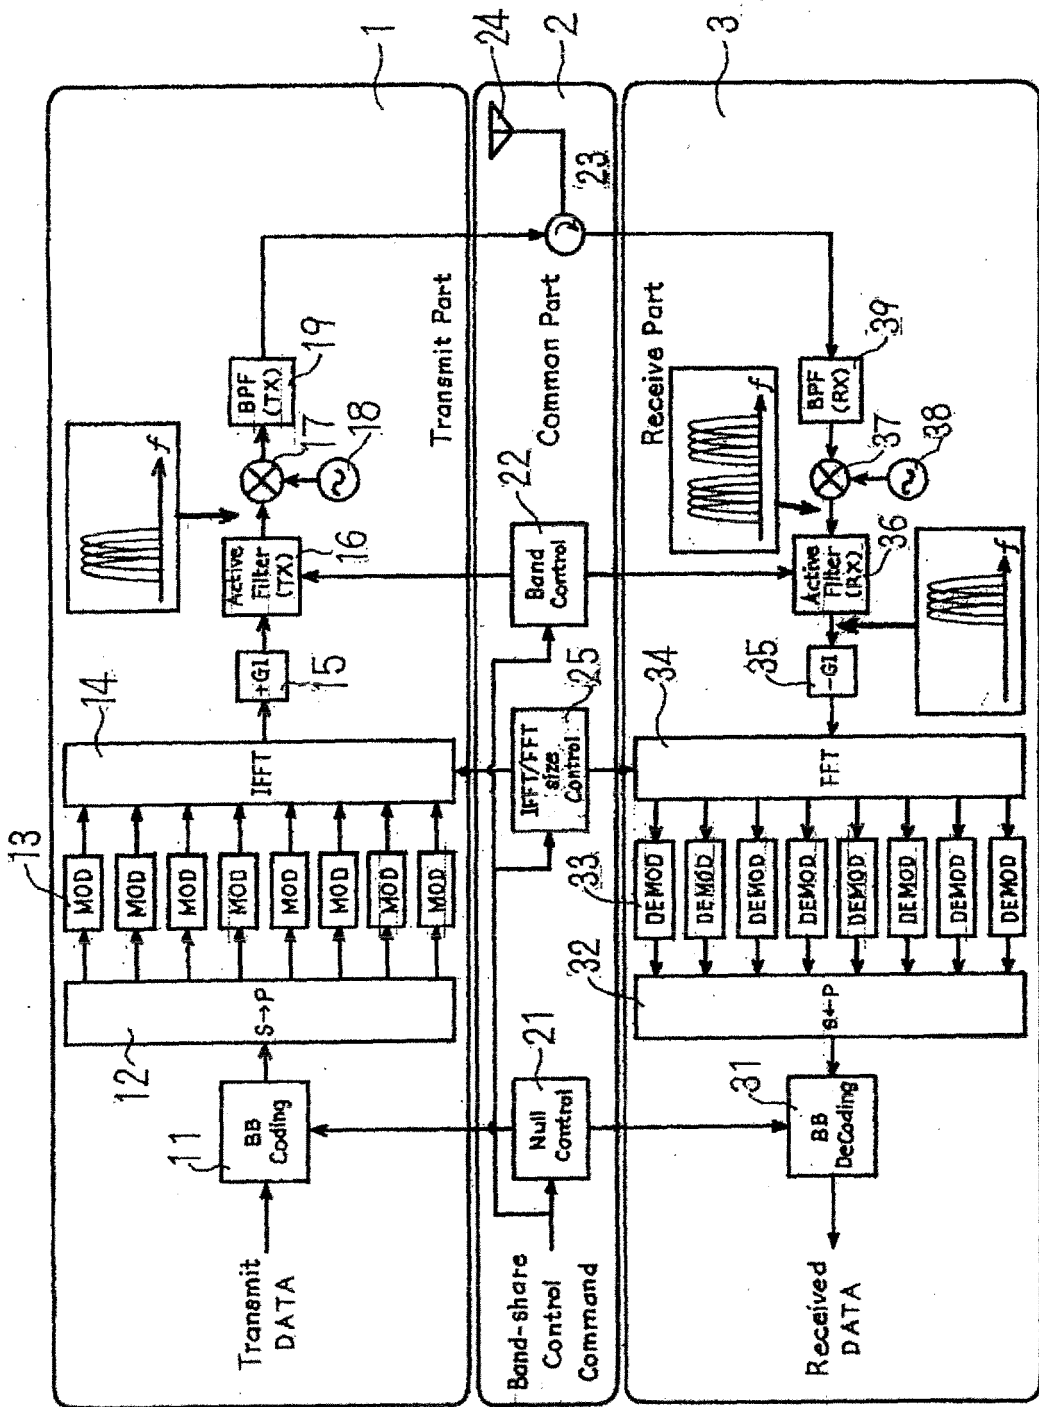 1
Transmit Part
Transmit
DATA
11
BB
Coding
12
S→P
13
MOD
MOD
MOD
MOD
MOD
MOD
MOD
MOD
14
IFFT
15
+GI
16
Active
Filter
(TX)
f
17
18
19
BPF
(TX)
2
Common Part
Band-share
Control
Command
21
Null
Control
25
IFFT/FFT
size
Control
22
Band
Control
23
24
3
Receive Part
Received
DATA
31
BB
DeCoding
32
S←P
33
DEMOD
DEMOD
DEMOD
DEMOD
DEMOD
DEMOD
DEMOD
DEMOD
34
FFT
35
-GI
36
Active
Filter
(RX)
f
f
37
38
39
BPF
(RX)